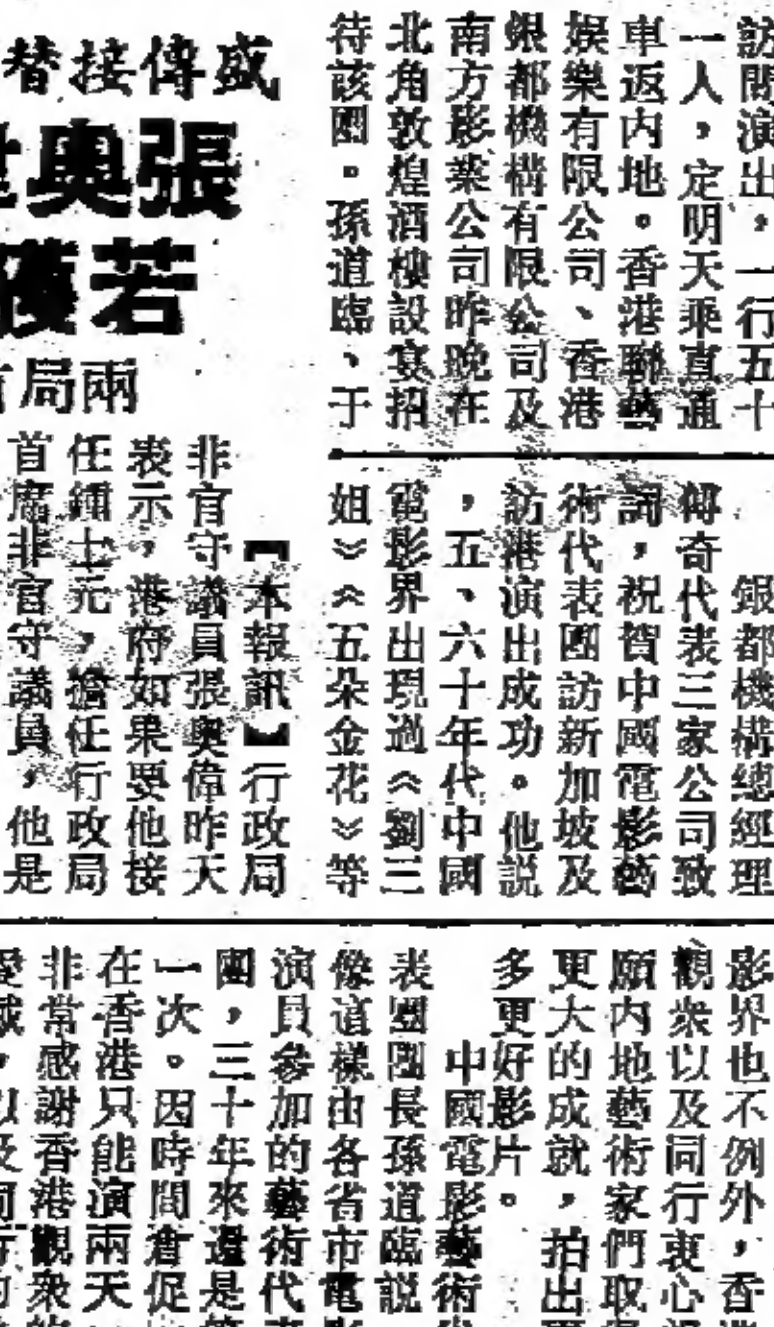 訪問演出，一行五十
一人，定明天乘直通
車返內地。香港聯藝
娛樂有限公司、香港
銀都機構有限公司及
南方影業公司昨晚在
北角敦煌酒樓設宴招
待該團。孫道臨、于
銀都機構總經理
傅奇代表三家公司致
詞，祝賀中國電影藝
術代表團訪新加坡及
訪港演出成功。他説
，五、六十年代中國
電影界出現過《劉三
姐》《五朵金花》等
影界也不例外，香港
觀衆以及同行衷心
願內地藝術家們取得
更大的成就，拍出更
多更好影片。
中國電影藝術代
表團團長孫道臨説
像這樣由各省市電影
演員參加的藝術代表
團，三十年來還是第
一次。因時間倉促
在香港只能演兩天
非常感謝香港觀衆的
愛戴，以及同行的
盛傳接替
張奧
若獲
兩局
【本報訊】行政局
非官守議員張奧偉昨天
表示，港府如果要他接
任鍾士元，擔任行政局
首席非官守議員，他是